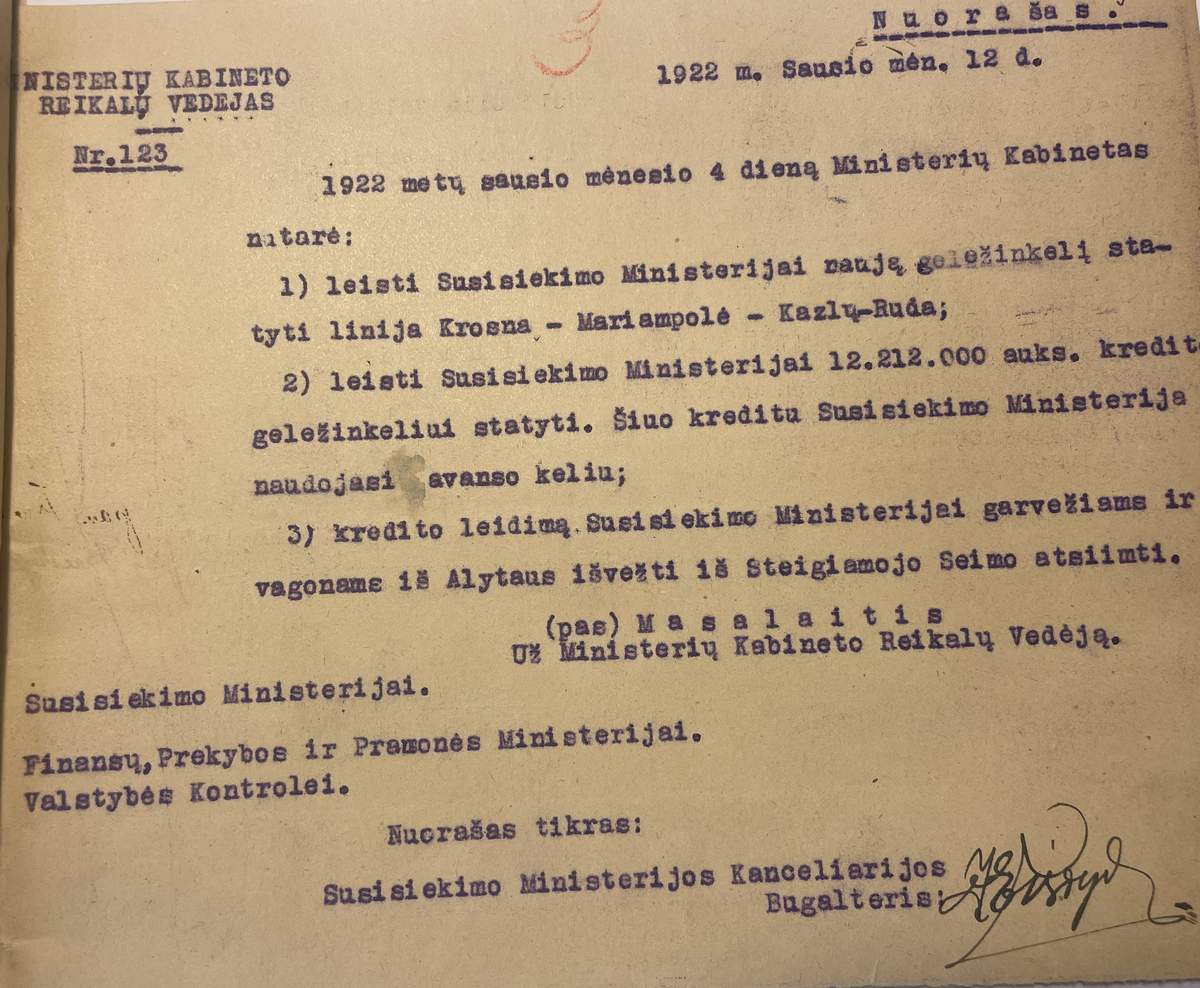 Nuorašas.
1922 m. Sausio mėn. 12 d.
INISTERIŲ KABINETO
REIKALŲ VEDEJAS
Nr.123
1922 metų sausio mėnesio 4 dieną Ministerių Kabinetas
nutarė:
1) leisti Susisiekimo Ministerijai naują geležinkelį sta-
tyti linija Krosna - Mariampolė - Kazlų-Ruda;
2) leisti Susisiekimo Ministerijai 12.212.000 auks. kredito
geležinkeliui statyti. Šiuo kreditu Susisiekimo Ministerija
naudojasi avanso keliu;
3) kredito leidimą Susisiekimo Ministerijai garvežiams ir
vagonams iš Alytaus išvežti iš Steigiamojo Seimo atsiimti.
(pas) Masalaitis
Už Ministerių Kabineto Reikalų Vedėją.
Susisiekimo Ministerijai.
Finansų,Prekybos ir Pramonės Ministerijai.
Valstybės Kontrolei.
Nuorašas tikras:
Susisiekimo Ministerijos Kanceliarijos
Bugalteris: